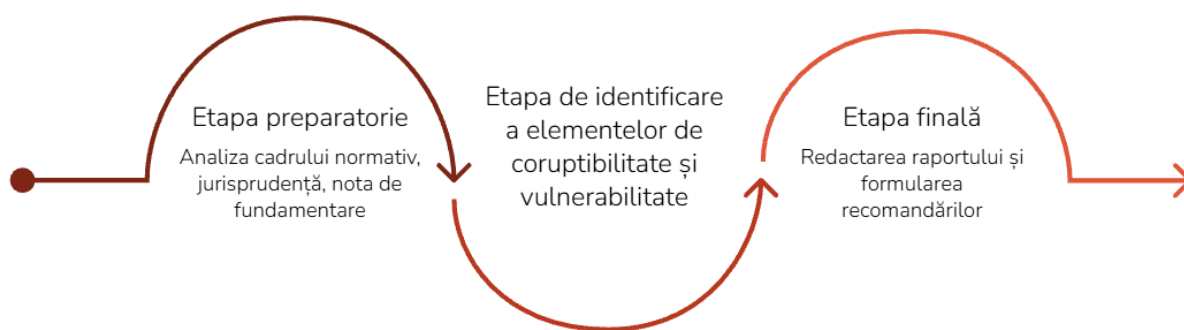 Etapa preparatorie
Analiza cadrului normativ,
jurisprudență, nota de
fundamentare
Etapa de identificare
a elementelor de
coruptibilitate și
vulnerabilitate
Etapa finală
Redactarea raportului și
formularea
recomandărilor